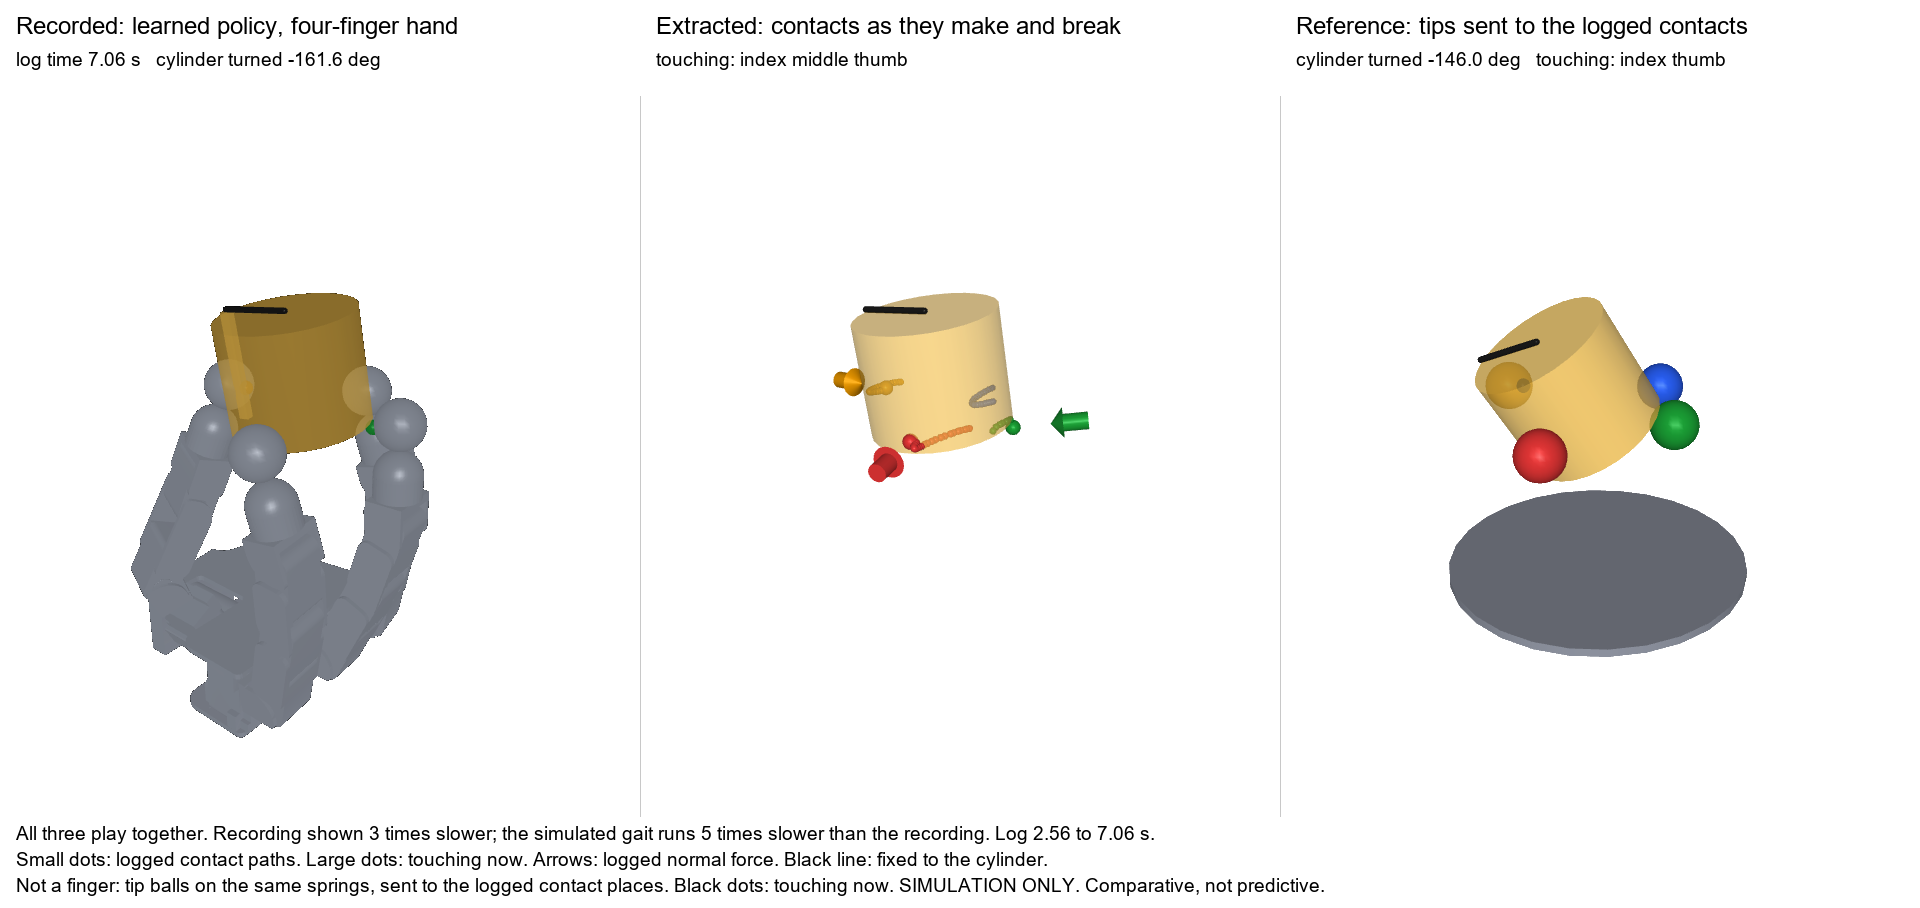 Recorded: learned policy, four-finger hand
log time 7.06 s   cylinder turned -161.6 deg
Extracted: contacts as they make and break
touching: index middle thumb
Reference: tips sent to the logged contacts
cylinder turned -146.0 deg   touching: index thumb
All three play together. Recording shown 3 times slower; the simulated gait runs 5 times slower than the recording. Log 2.56 to 7.06 s.
Small dots: logged contact paths. Large dots: touching now. Arrows: logged normal force. Black line: fixed to the cylinder.
Not a finger: tip balls on the same springs, sent to the logged contact places. Black dots: touching now. SIMULATION ONLY. Comparative, not predictive.